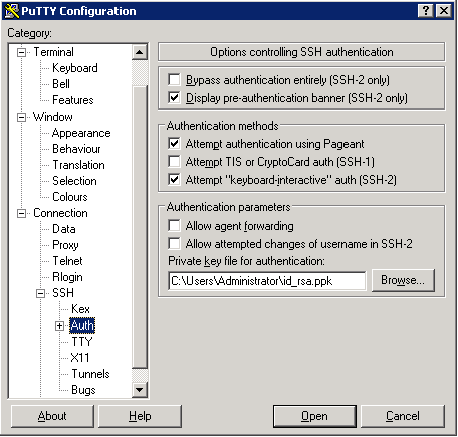 PuTTY Configuration
Category:
Terminal
Keyboard
Bell
Features
Window
Appearance
Behaviour
Translation
Selection
Colours
Connection
Data
Proxy
Telnet
Rlogin
SSH
Kex
Auth
TTY
X11
Tunnels
Bugs
Options controlling SSH authentication
Bypass authentication entirely (SSH-2 only)
Display pre-authentication banner (SSH-2 only)
Authentication methods
Attempt authentication using Pageant
Attempt TIS or CryptoCard auth (SSH-1)
Attempt "keyboard-interactive" auth (SSH-2)
Authentication parameters
Allow agent forwarding
Allow attempted changes of username in SSH-2
Private key file for authentication:
C:\Users\Administrator\id_rsa.ppk
Browse...
About
Help
Open
Cancel